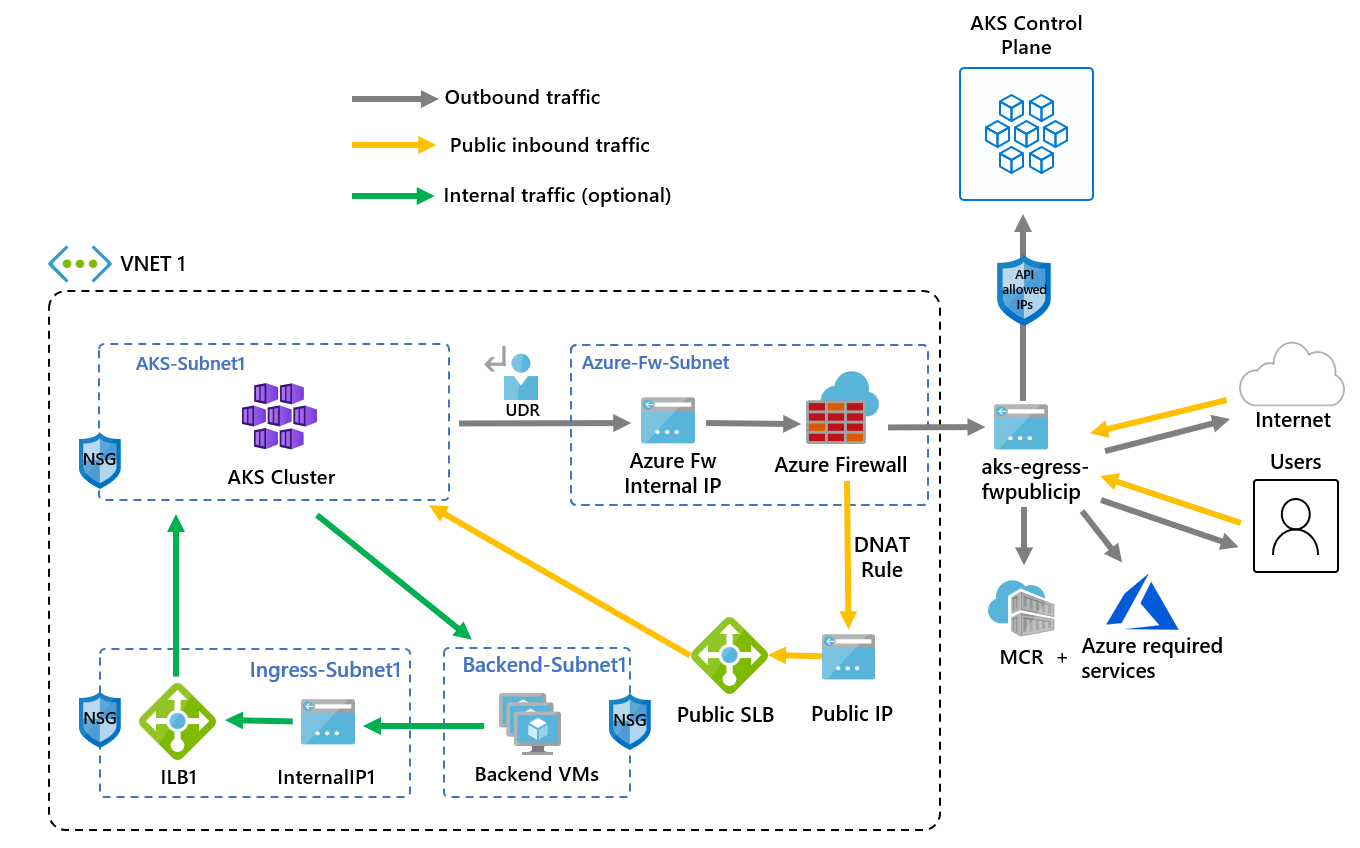 AKS Control
Plane
Outbound traffic
Public inbound traffic
Internal traffic (optional)
VNET 1
API
allowed
IPs
AKS-Subnet1
UDR
Azure-Fw-Subnet
NSG
AKS Cluster
Azure Fw
Internal IP
Azure Firewall
aks-egress-
fwpublicip
Internet
Users
DNAT
Rule
MCR +
Azure required
services
Ingress-Subnet1
Backend-Subnet1
NSG
NSG
ILB1
InternalIP1
Backend VMs
Public SLB
Public IP